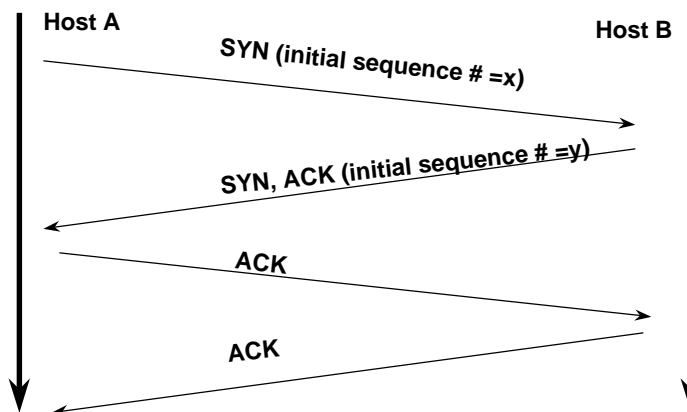 Host A
Host B
SYN (initial sequence # =x)
SYN, ACK (initial sequence # =y)
ACK
ACK